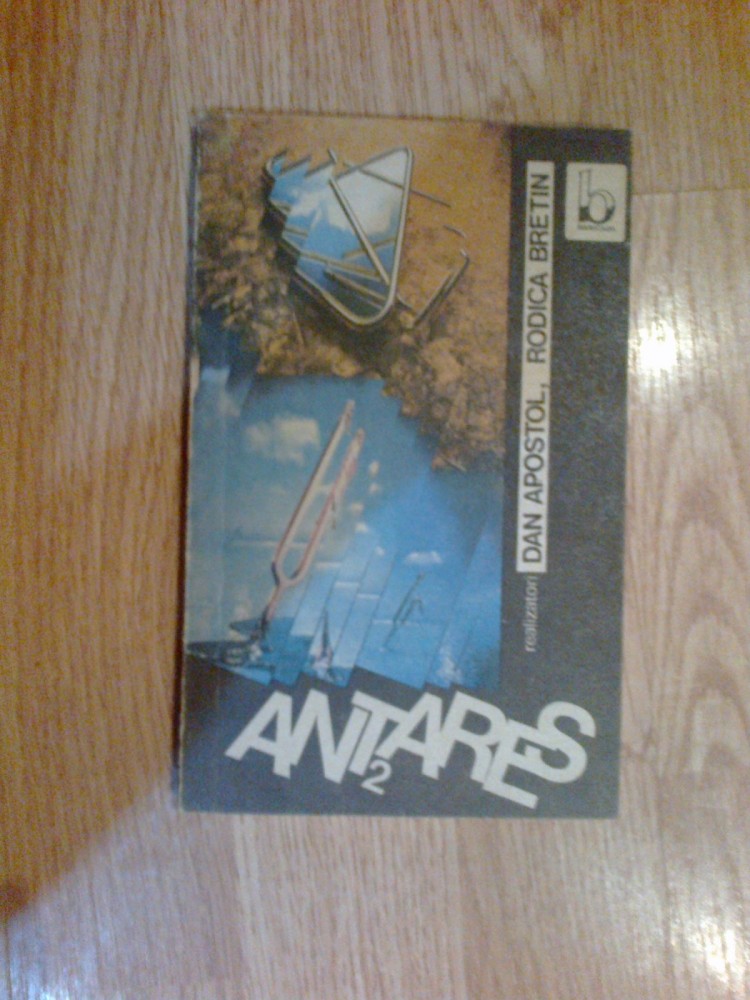 b
realizatori DAN APOSTOL, RODICA BRETIN
ANTARES
2